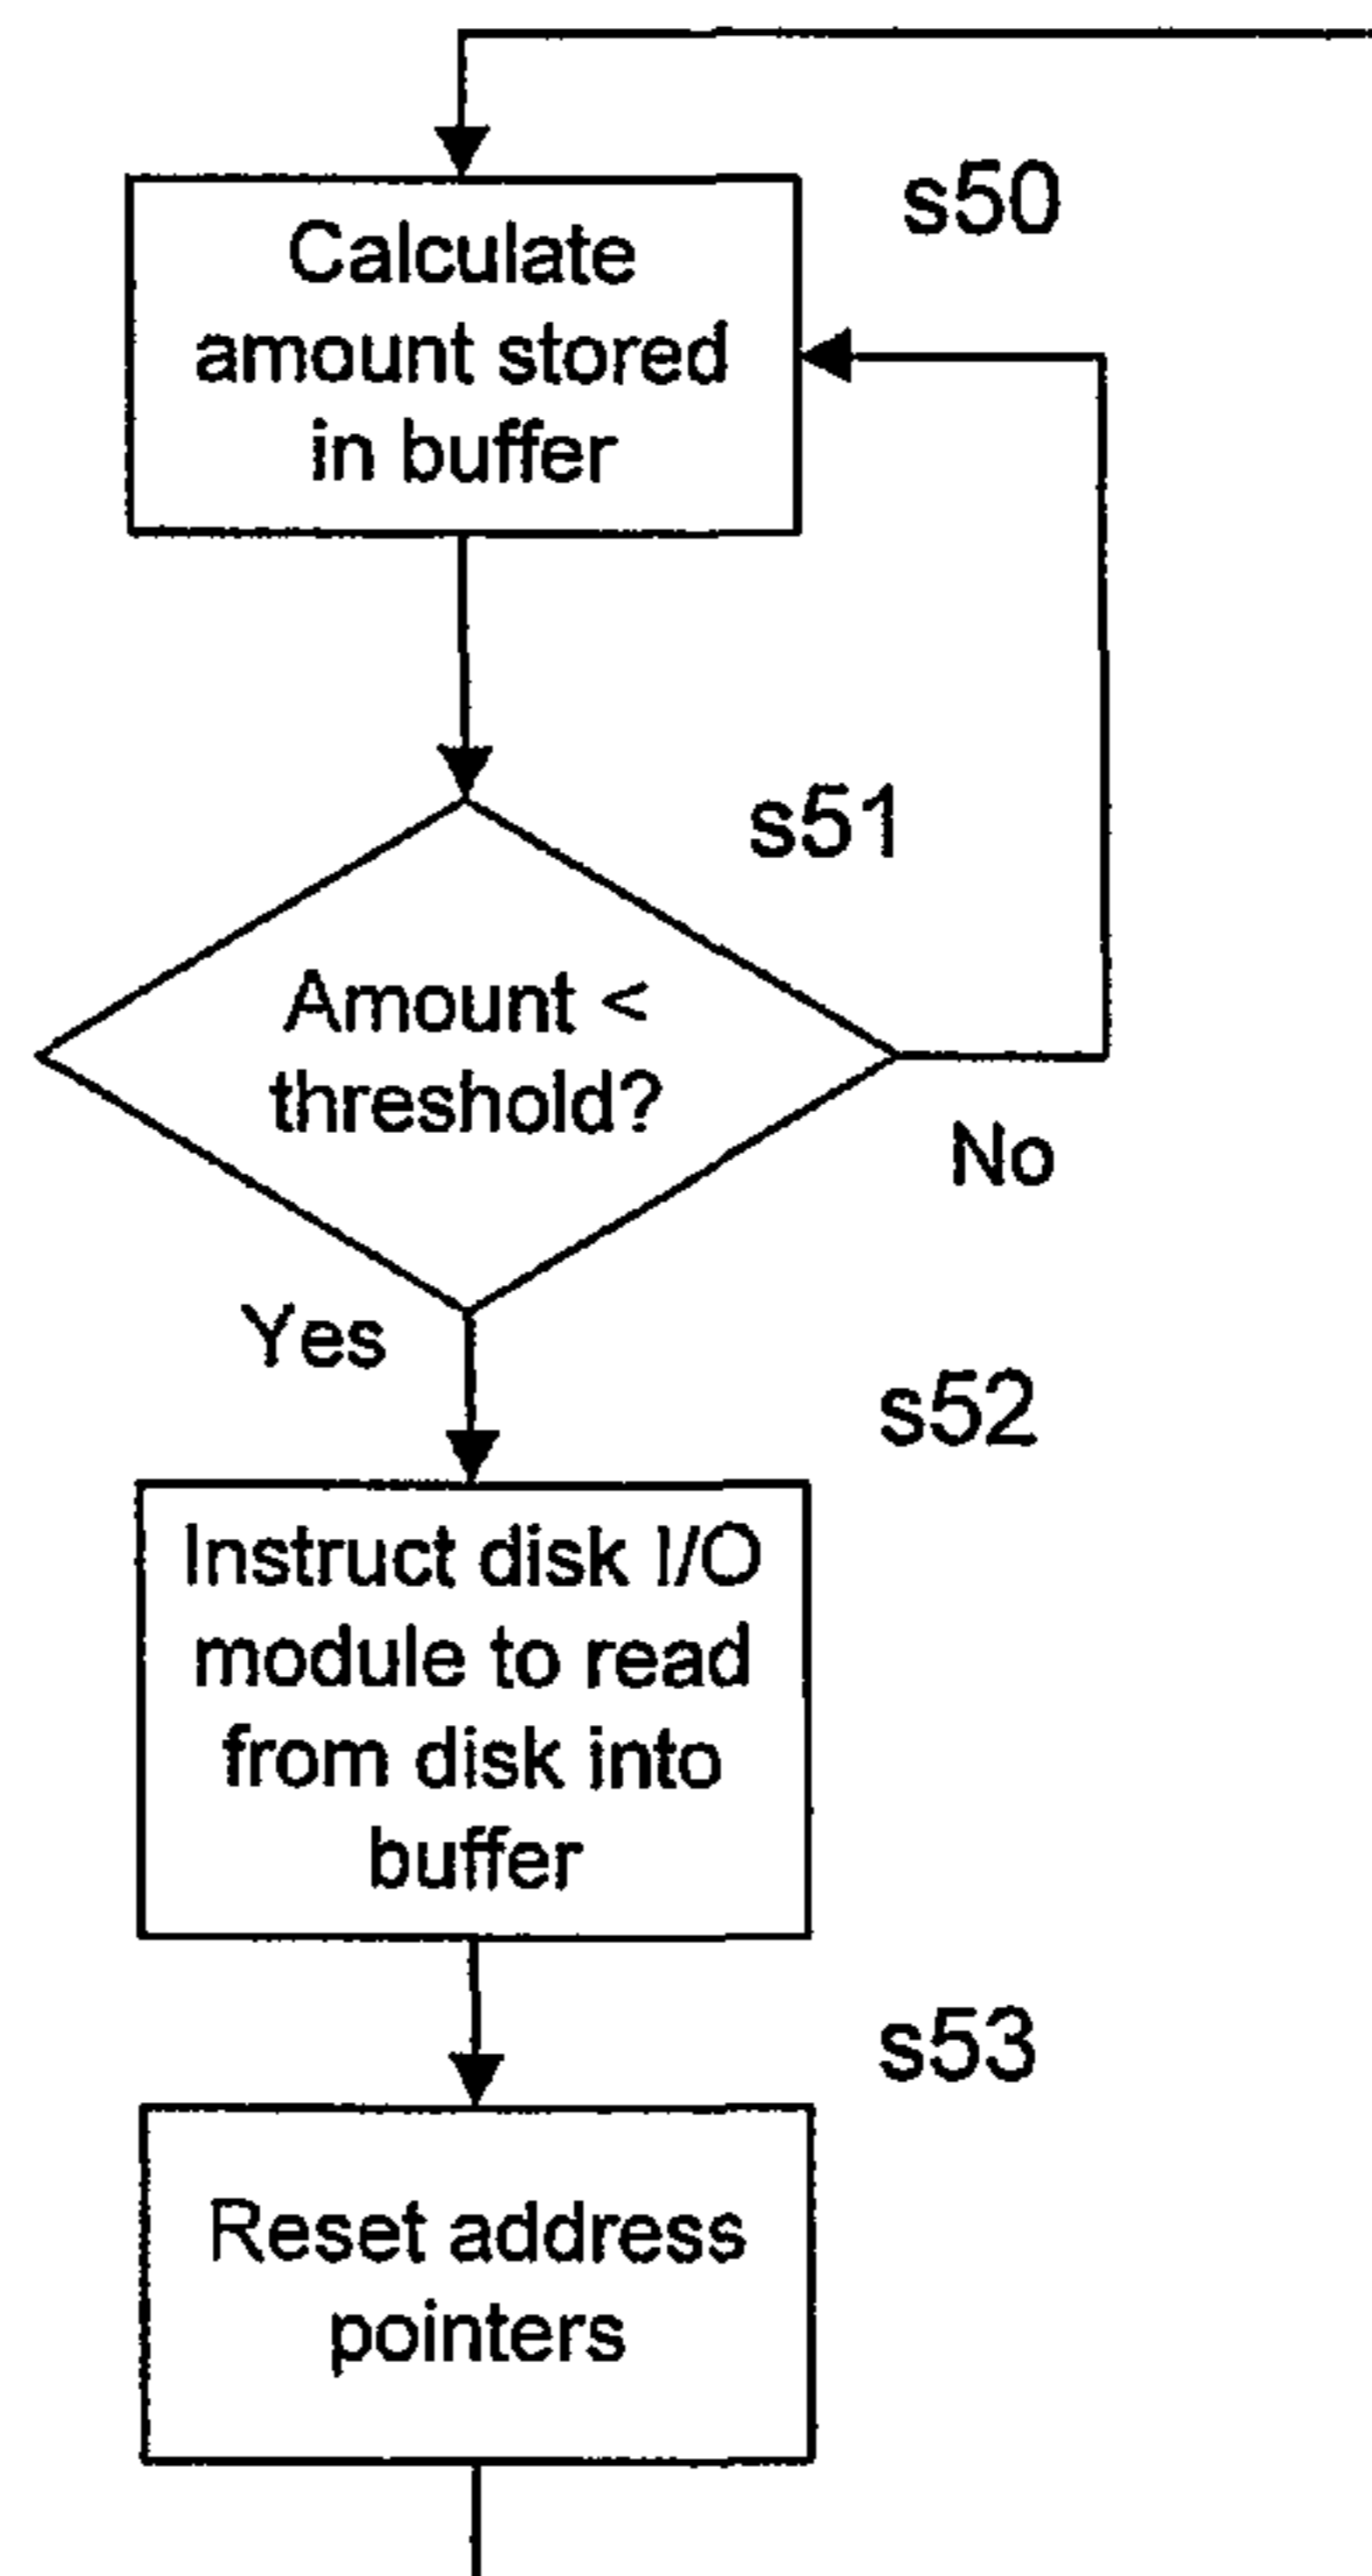 s50
Calculate
amount stored
in buffer
s51
Amount <
threshold?
No
Yes
s52
Instruct disk I/O
module to read
from disk into
buffer
s53
Reset address
pointers